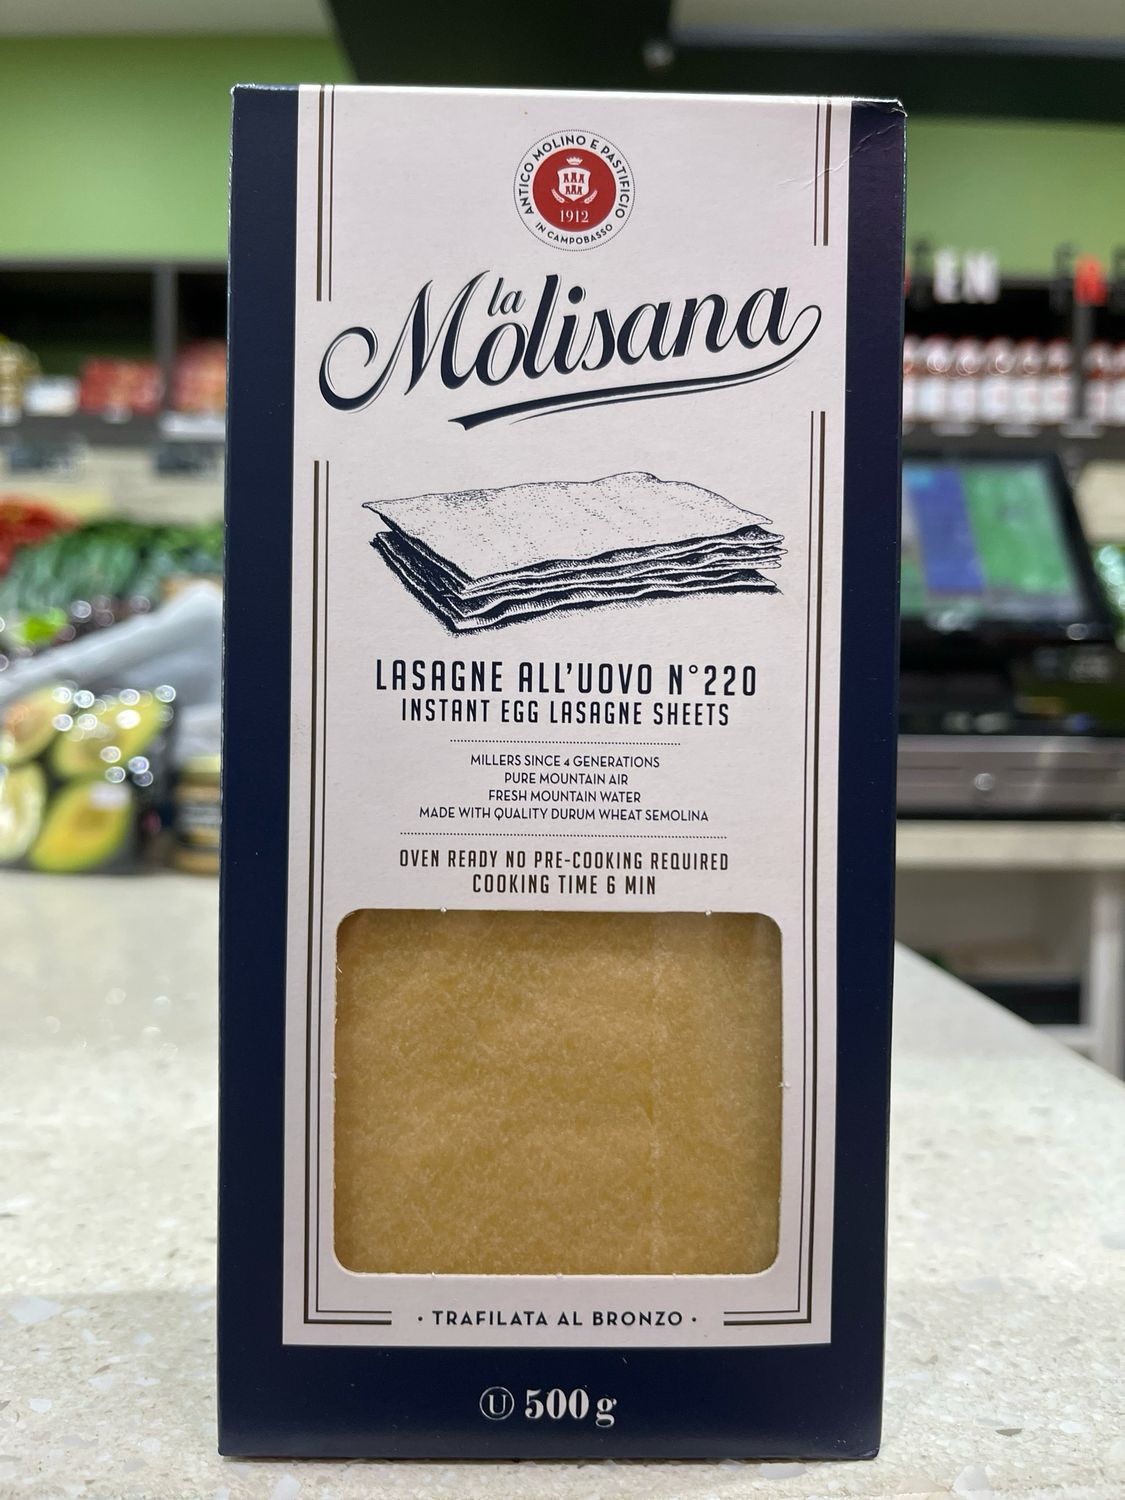 ANTICO MOLINO E PASTIFICIO
1912
IN CAMPOBASSO
la
Molisana
LASAGNE ALL'UOVO N°220
INSTANT EGG LASAGNE SHEETS
MILLERS SINCE 4 GENERATIONS
PURE MOUNTAIN AIR
FRESH MOUNTAIN WATER
MADE WITH QUALITY DURUM WHEAT SEMOLINA
OVEN READY NO PRE-COOKING REQUIRED
COOKING TIME 6 MIN
· TRAFILATA AL BRONZO ·
U 500g
EN